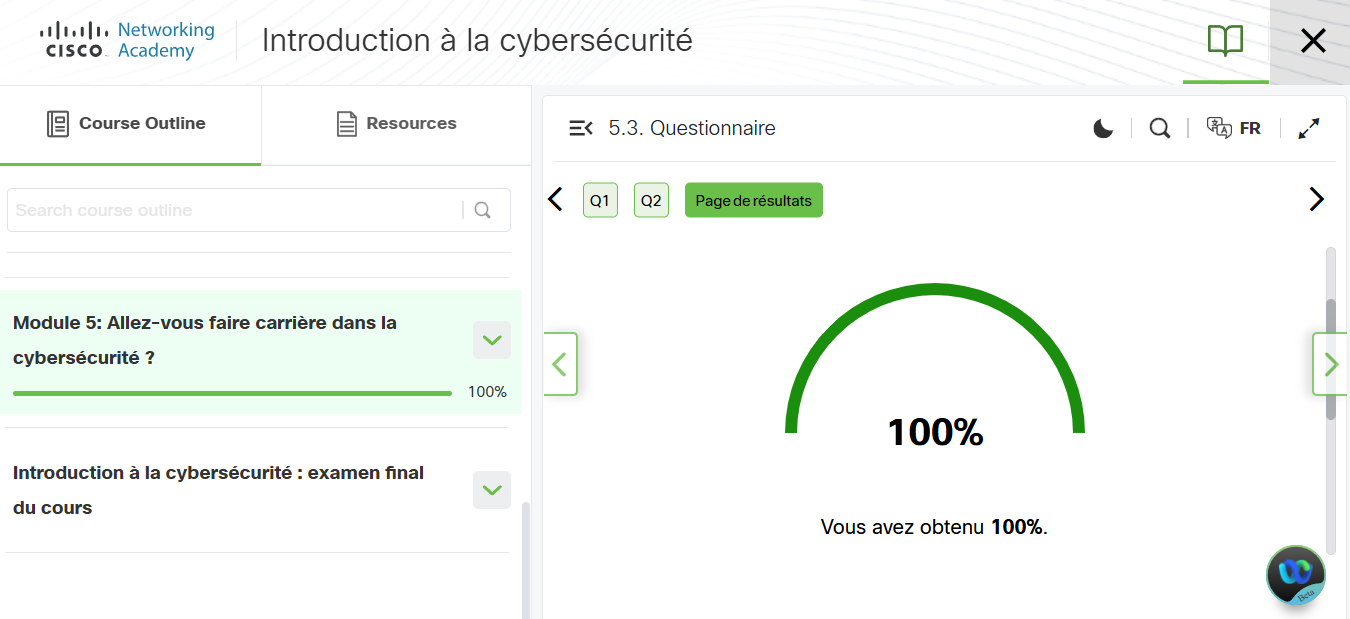 CISCO
Networking
Academy
Introduction à la cybersécurité
Course Outline
Resources
Search course outline
Module 5: Allez-vous faire carrière dans la
cybersécurité ?
100%
Introduction à la cybersécurité : examen final
du cours
5.3. Questionnaire
FR
Q1
Q2
Page de résultats
100%
Vous avez obtenu 100%.
Beta